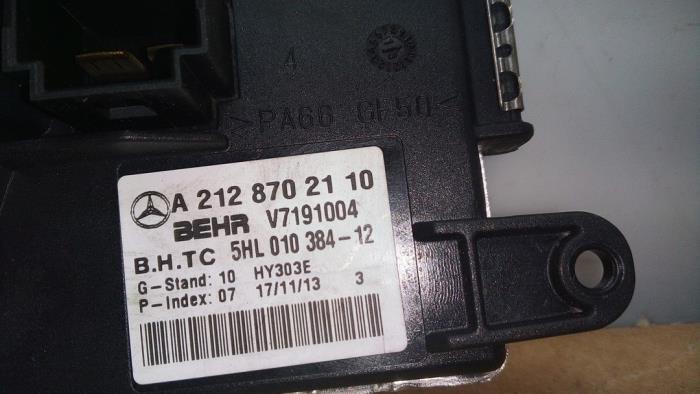 4
>PA66 GF50<
A 212 870 21 10
BEHR V7191004
B.H.TC 5HL 010 384-12
G-Stand: 10 HY303E
P-Index: 07 17/11/13 3